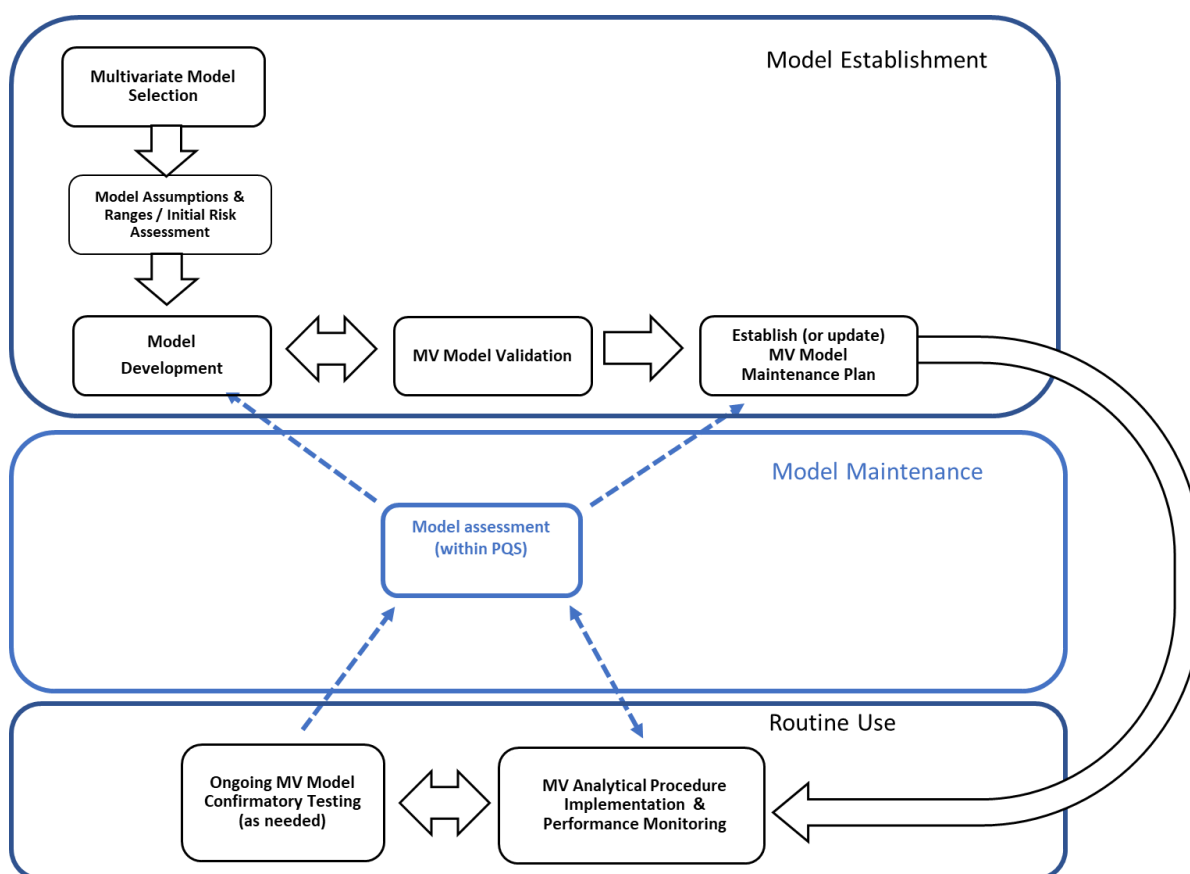 Model Establishment
Multivariate Model
Selection
Model Assumptions &
Ranges / Initial Risk
Assessment
Model
Development
MV Model Validation
Establish (or update)
MV Model
Maintenance Plan
Model Maintenance
Model assessment
(within PQS)
Routine Use
Ongoing MV Model
Confirmatory Testing
(as needed)
MV Analytical Procedure
Implementation &
Performance Monitoring